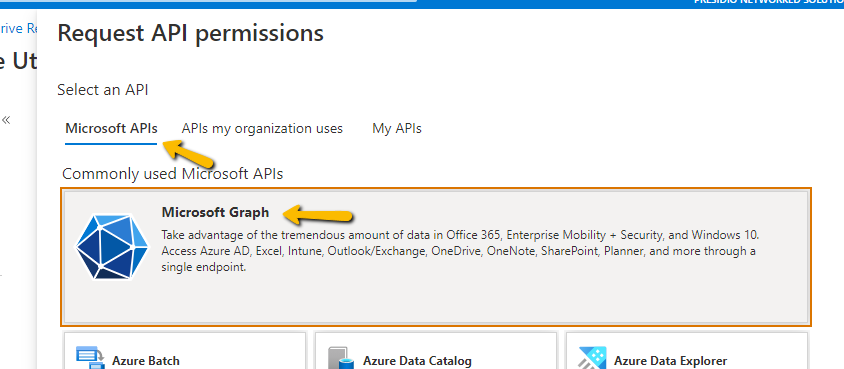 PRESIDIO NETWORKED SOLUTIO
Request API permissions
rive Re
e Ut
Select an API
«
Microsoft APIs
APIs my organization uses
My APIs
Commonly used Microsoft APIs
Microsoft Graph
Take advantage of the tremendous amount of data in Office 365, Enterprise Mobility + Security, and Windows 10.
Access Azure AD, Excel, Intune, Outlook/Exchange, OneDrive, OneNote, SharePoint, Planner, and more through a
single endpoint.
Azure Batch
Azure Data Catalog
Azure Data Explorer